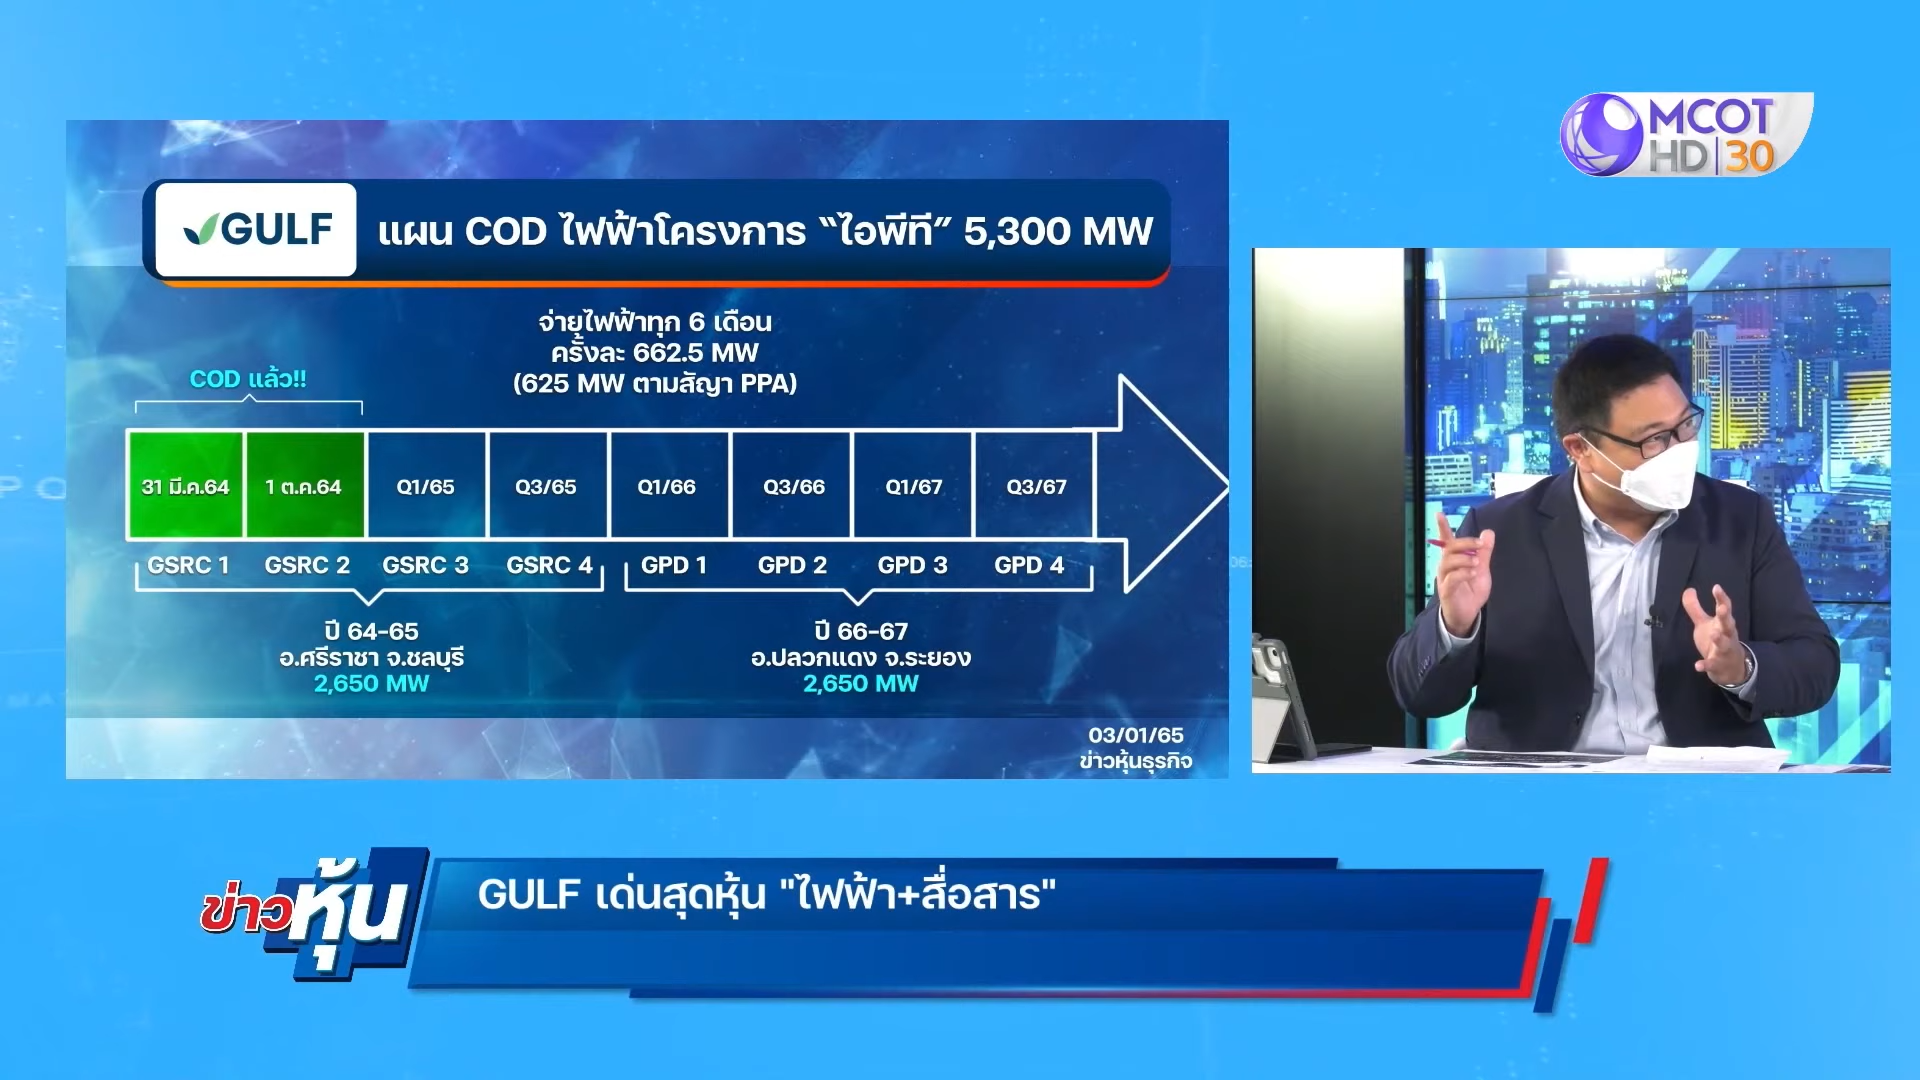 MCOT
HD 30
GULF
แผน COD ไฟฟ้าโครงการ “ไอพีที” 5,300 MW
จ่ายไฟฟ้าทุก 6 เดือน
ครั้งละ 662.5 MW
(625 MW ตามสัญา PPA)
COD แล้ว!!
31 มี.ค.64 1 ต.ค.64 Q1/65 Q3/65 Q1/66 Q3/66 Q1/67 Q3/67
GSRC 1 GSRC 2 GSRC 3 GSRC 4 GPD 1 GPD 2 GPD 3 GPD 4
ปี 64-65
อ.ศรีราชา จ.ชลบุรี
2,650 MW
ปี 66-67
อ.ปลวกแดง จ.ระยอง
2,650 MW
03/01/65
ข่าวหุ้นธุรกิจ
ข่าวหุ้น
GULF เด่นสุดหุ้น "ไฟฟ้า+สื่อสาร"